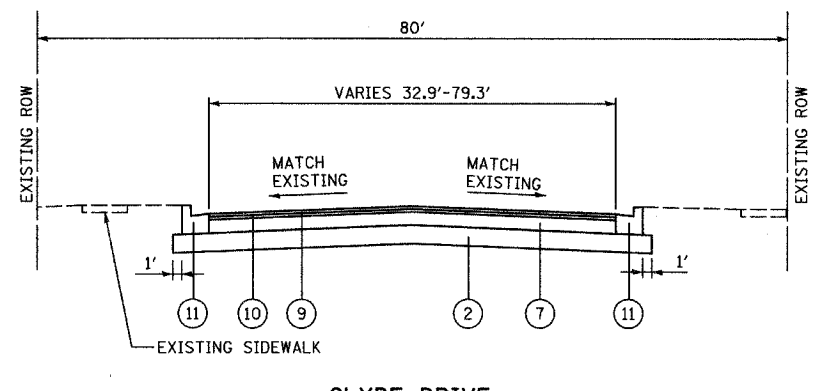 80'
VARIES 32.9'-79.3'
EXISTING ROW
EXISTING ROW
MATCH
EXISTING
MATCH
EXISTING
1'
1'
11
10
9
2
7
11
EXISTING SIDEWALK